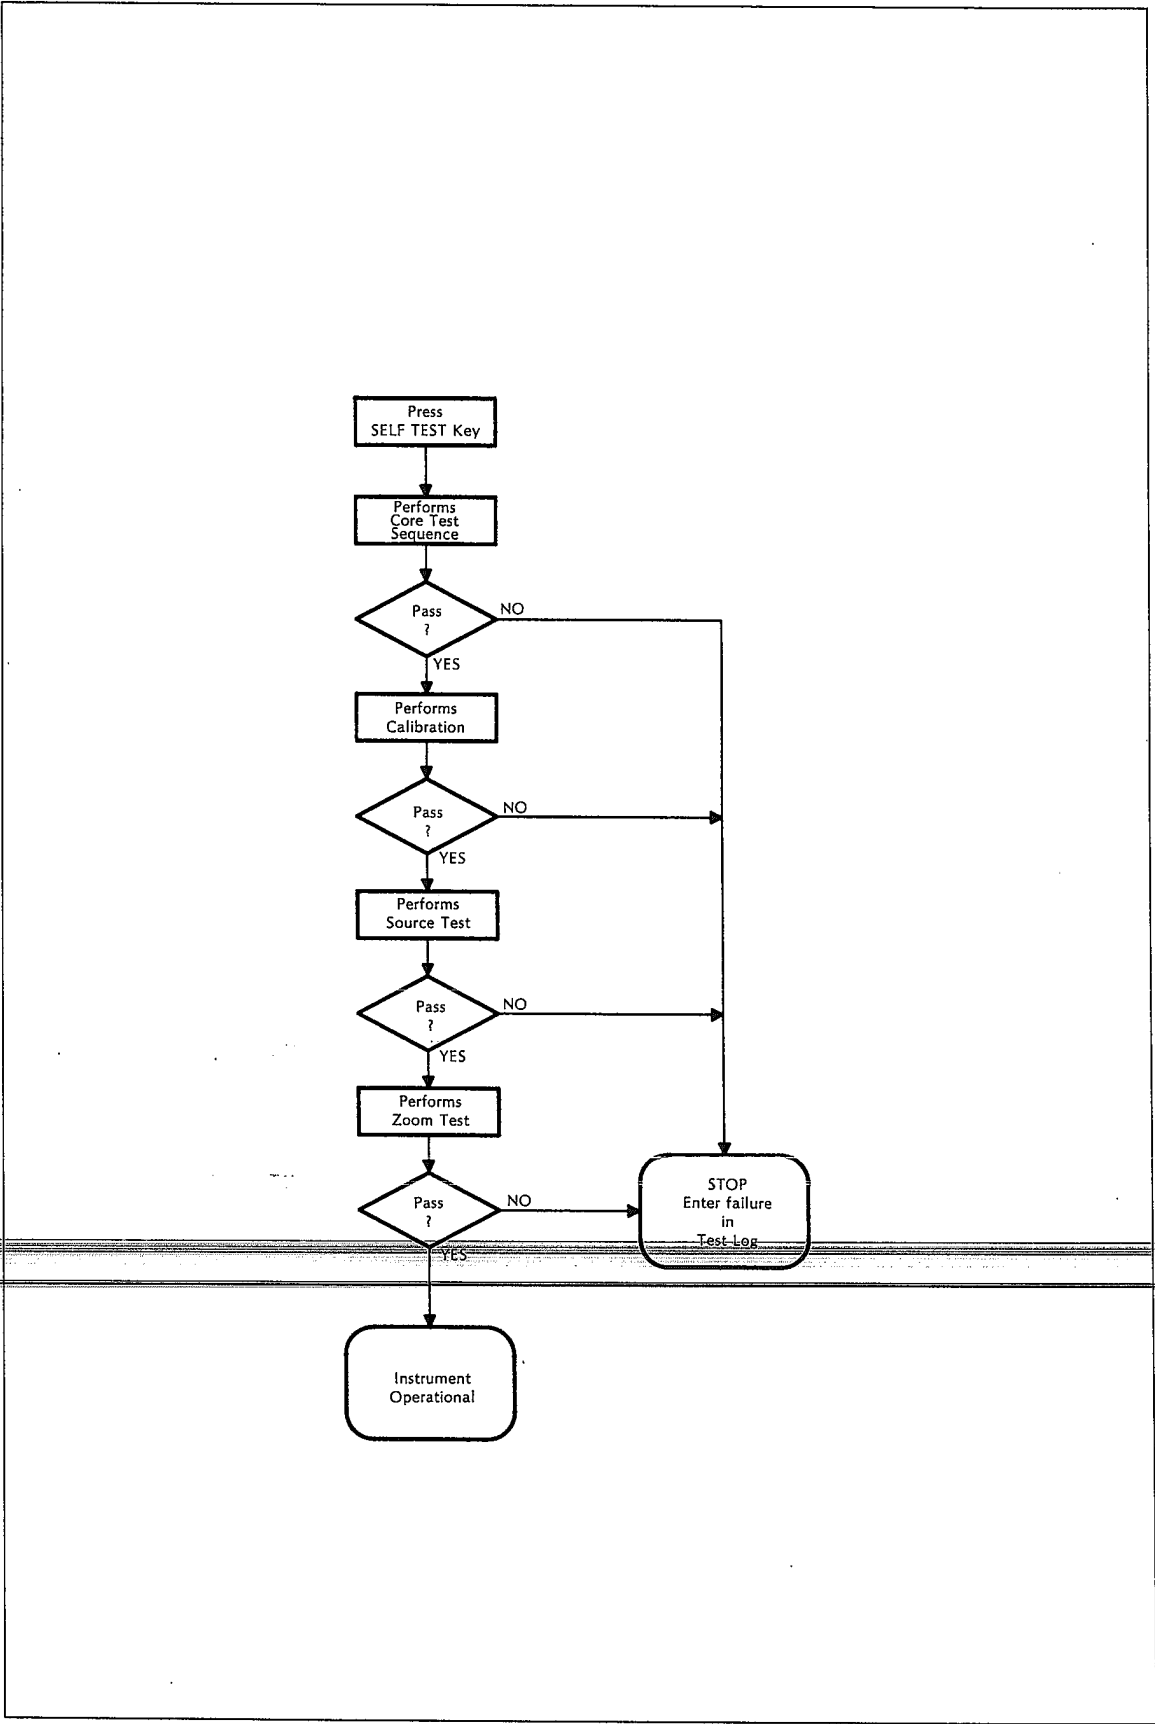 Press
SELF TEST Key
Performs
Core Test
Sequence
Pass
?
NO
YES
Performs
Calibration
Pass
?
NO
YES
Performs
Source Test
Pass
?
NO
YES
Performs
Zoom Test
Pass
?
NO
YES
STOP
Enter failure
in
Test Log
Instrument
Operational